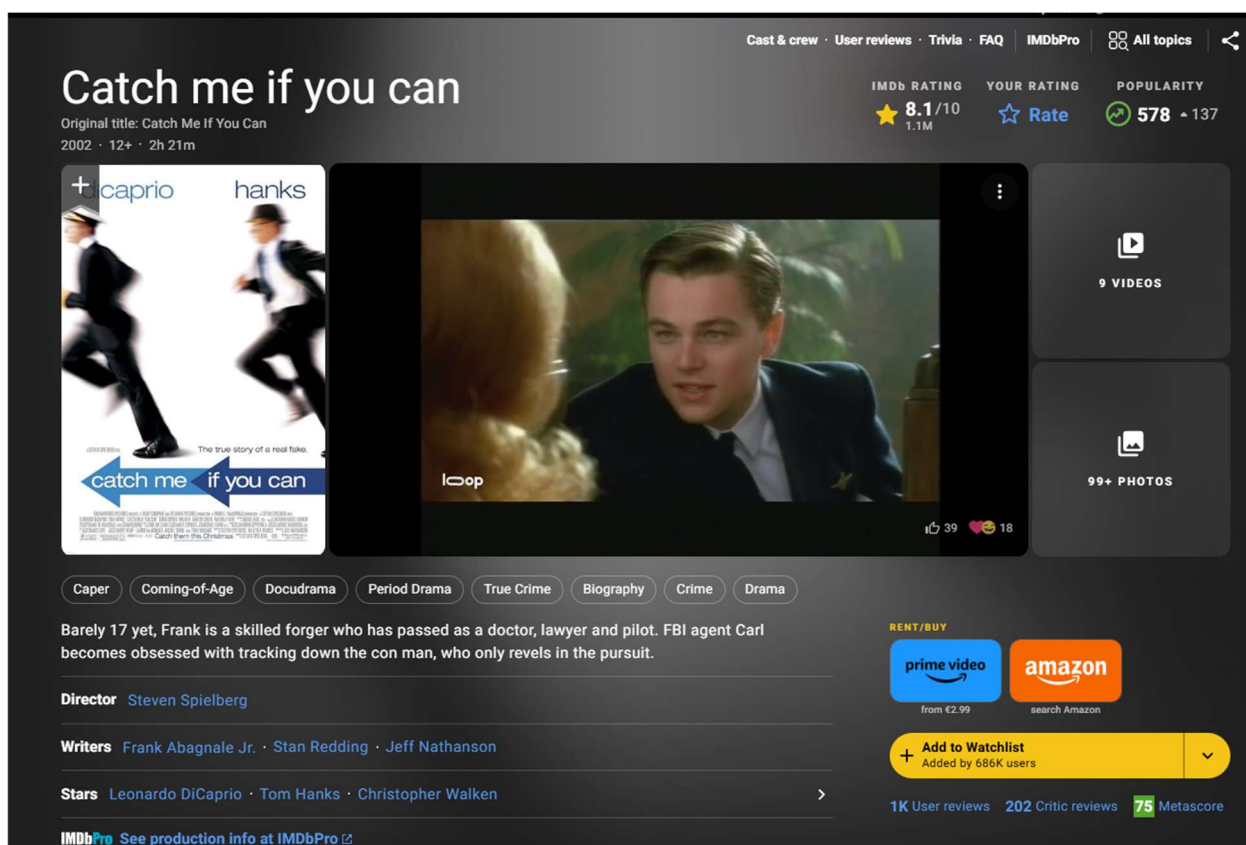 Cast & crew · User reviews · Trivia · FAQ IMDbPro All topics
Catch me if you can
Original title: Catch Me If You Can
2002 · 12+ · 2h 21m
IMDb RATING YOUR RATING POPULARITY
8.1/10 Rate 578 137
1.1M
dicaprio hanks
The true story of a real fake.
catch me if you can
Catch them this Christmas
loop
39 18
9 VIDEOS
99+ PHOTOS
Caper Coming-of-Age Docudrama Period Drama True Crime Biography Crime Drama
Barely 17 yet, Frank is a skilled forger who has passed as a doctor, lawyer and pilot. FBI agent Carl
becomes obsessed with tracking down the con man, who only revels in the pursuit.
Director Steven Spielberg
Writers Frank Abagnale Jr. · Stan Redding · Jeff Nathanson
Stars Leonardo DiCaprio · Tom Hanks · Christopher Walken
IMDbPro See production info at IMDbPro
RENT/BUY
prime video amazon
from €2.99 search Amazon
+ Add to Watchlist
Added by 686K users
1K User reviews 202 Critic reviews 75 Metascore